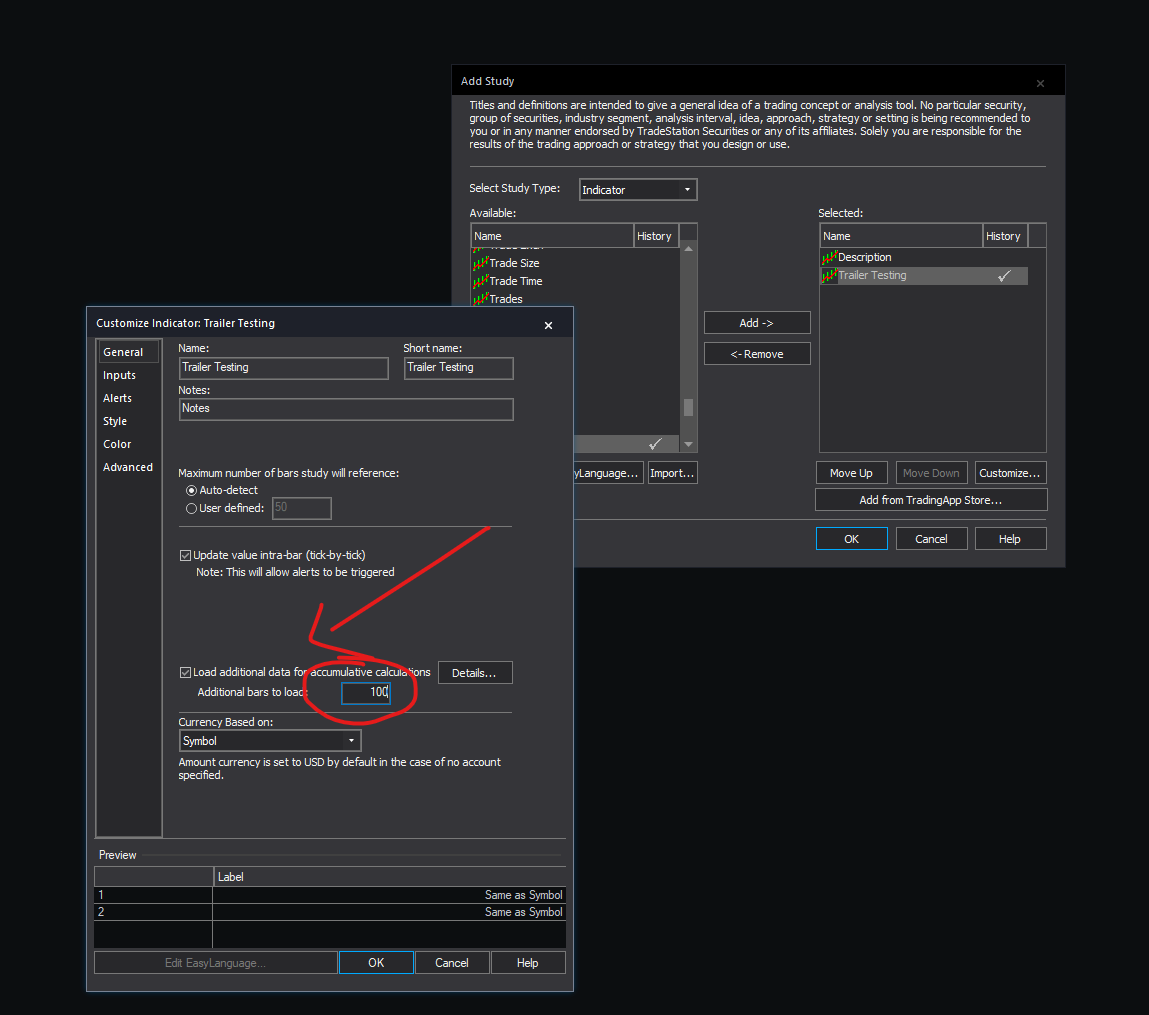 Add Study
Titles and definitions are intended to give a general idea of a trading concept or analysis tool. No particular security,
group of securities, industry segment, analysis interval, idea, approach, strategy or setting is being recommended to
you or in any manner endorsed by TradeStation Securities or any of its affiliates. Solely you are responsible for the
results of the trading approach or strategy that you design or use.
Select Study Type:
Indicator
Available:
Name
History
Trade Size
Trade Time
Trades
Add ->
<- Remove
Selected:
Name
History
Description
Trailer Testing
yLanguage...
Import...
Move Up
Move Down
Customize...
Add from TradingApp Store...
OK
Cancel
Help
Customize Indicator: Trailer Testing
General
Inputs
Alerts
Style
Color
Advanced
Name:
Short name:
Trailer Testing
Trailer Testing
Notes:
Notes
Maximum number of bars study will reference:
Auto-detect
User defined:
50
Update value intra-bar (tick-by-tick)
Note: This will allow alerts to be triggered
Load additional data for accumulative calculations
Details...
Additional bars to load:
100
Currency Based on:
Symbol
Amount currency is set to USD by default in the case of no account
specified.
Preview
Label
1
Same as Symbol
2
Same as Symbol
Edit EasyLanguage...
OK
Cancel
Help